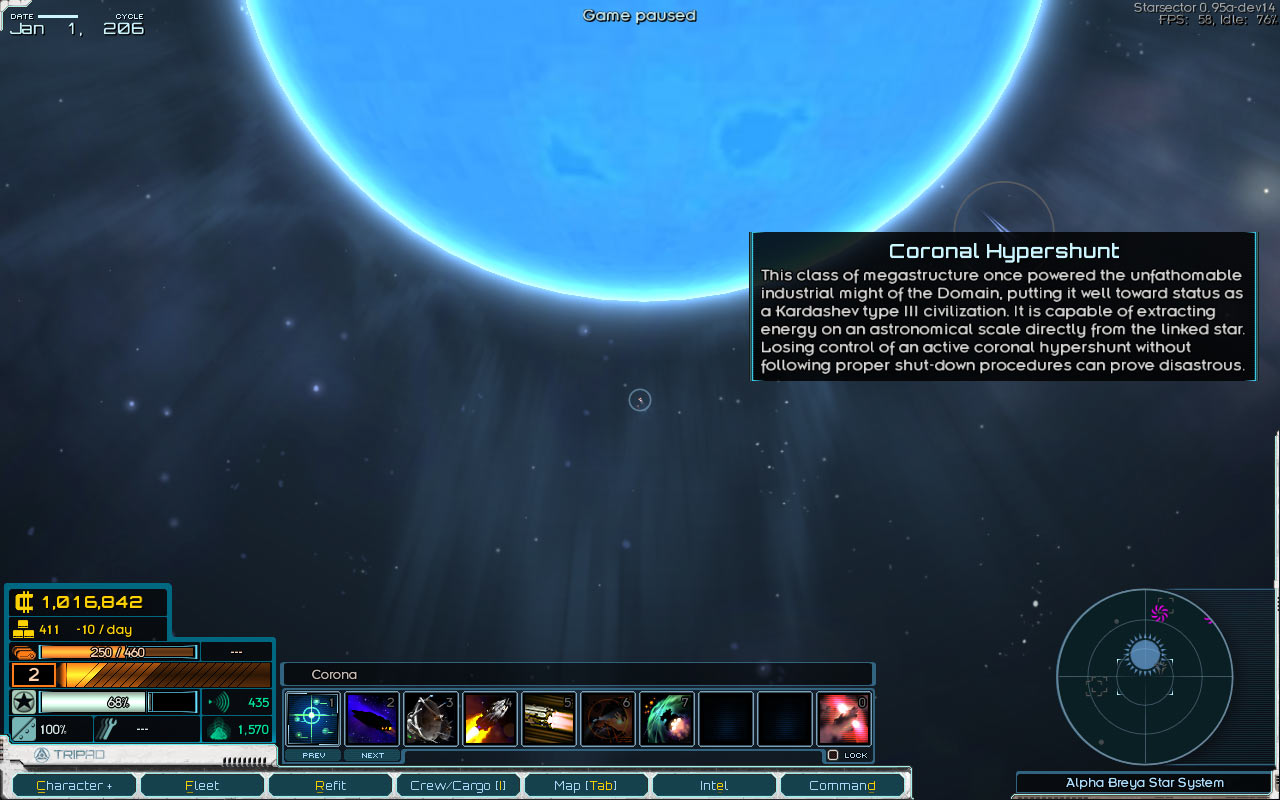 DATE CYCLE
Jan 1, 206
Game paused
Starsector 0.95a-dev14
FPS: 58, Idle: 76%
Coronal Hypershunt
This class of megastructure once powered the unfathomable
industrial might of the Domain, putting it well toward status as
a Kardashev type III civilization. It is capable of extracting
energy on an astronomical scale directly from the linked star.
Losing control of an active coronal hypershunt without
following proper shut-down procedures can prove disastrous.
1,016,842
411 -10 / day
250 / 460 ---
2
68% 435
100% --- 1,570
TRIPAD
Corona
1 2 3 4 5 6 7 0
PREV NEXT LOCK
Character + Fleet Refit Crew/Cargo [I] Map [Tab] Intel Command
Alpha Breya Star System